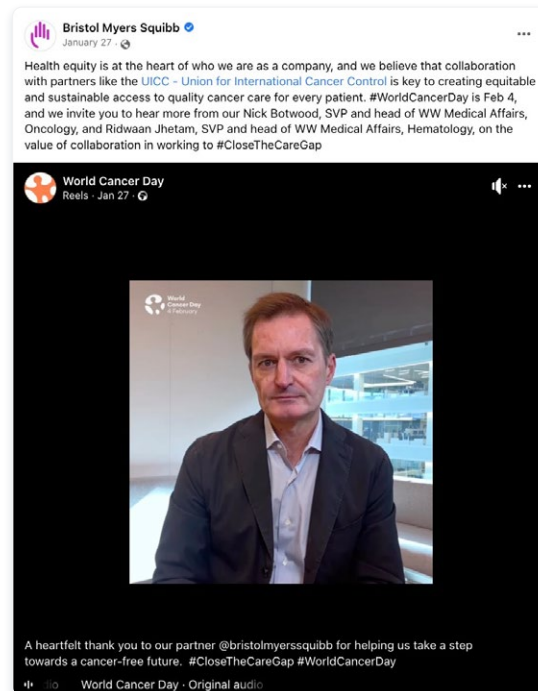 Bristol Myers Squibb
January 27 ·
Health equity is at the heart of who we are as a company, and we believe that collaboration
with partners like the UICC - Union for International Cancer Control is key to creating equitable
and sustainable access to quality cancer care for every patient. #WorldCancerDay is Feb 4,
and we invite you to hear more from our Nick Botwood, SVP and head of WW Medical Affairs,
Oncology, and Ridwaan Jhetam, SVP and head of WW Medical Affairs, Hematology, on the
value of collaboration in working to #CloseTheCareGap
World Cancer Day
Reels · Jan 27 ·
World
Cancer Day
4 February
A heartfelt thank you to our partner @bristolmyerssquibb for helping us take a step
towards a cancer-free future. #CloseTheCareGap #WorldCancerDay
World Cancer Day · Original audio